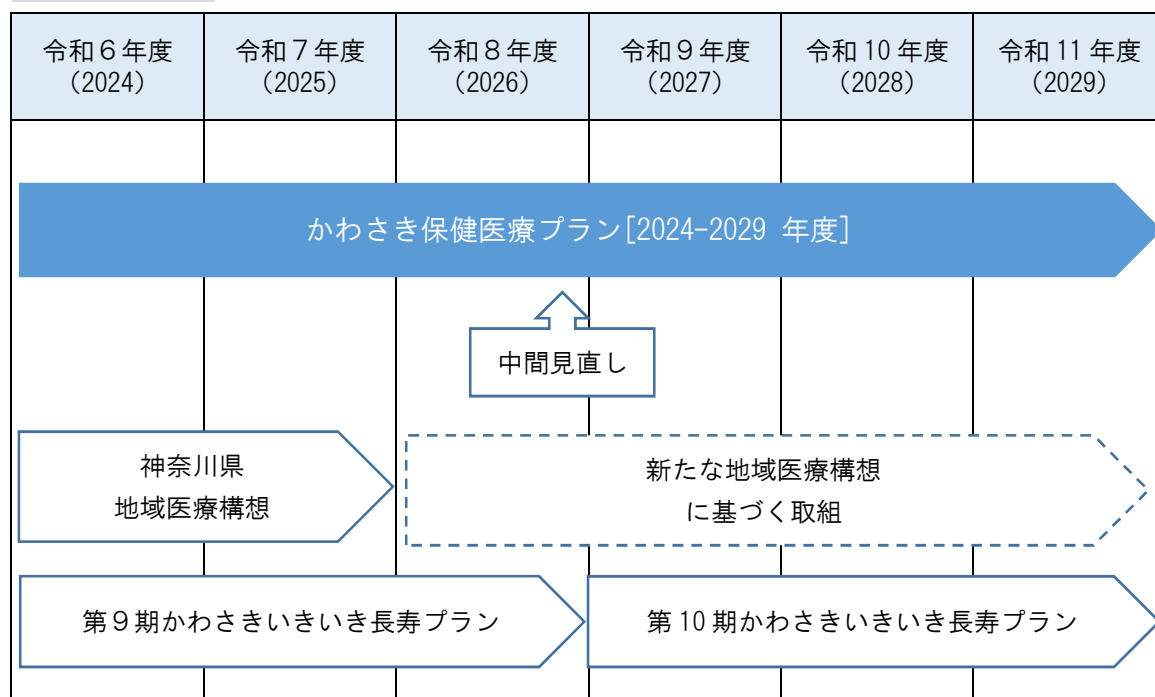 令和６年度
（2024）
令和７年度
（2025）
令和８年度
（2026）
令和９年度
（2027）
令和 10 年度
（2028）
令和 11 年度
（2029）
かわさき保健医療プラン[2024-2029 年度]
中間見直し
神奈川県
地域医療構想
新たな地域医療構想
に基づく取組
第９期かわさきいきいき長寿プラン
第 10 期かわさきいきいき長寿プラン